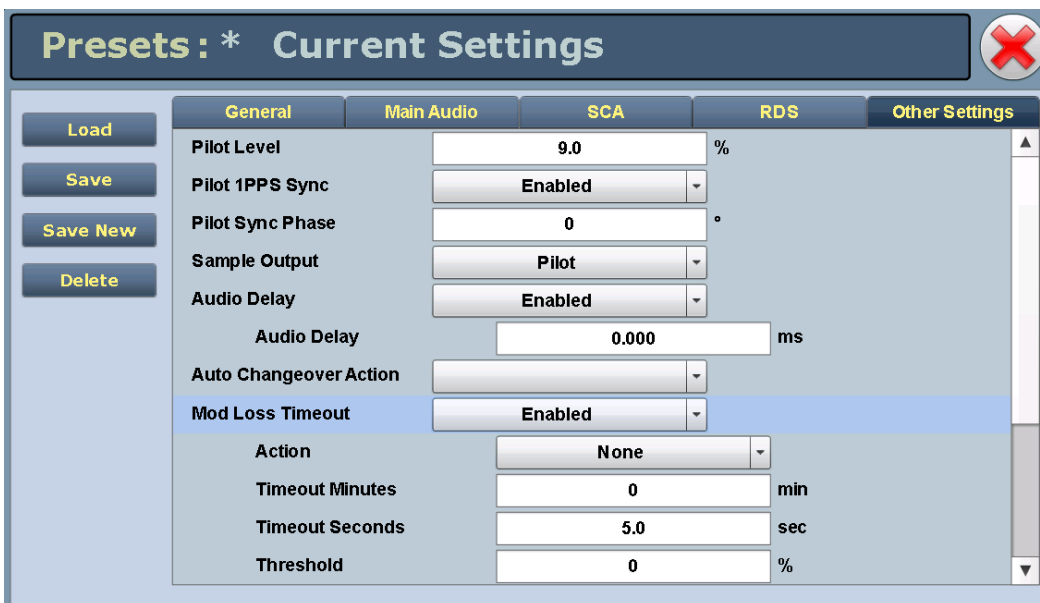 Presets: * Current Settings
General Main Audio SCA RDS Other Settings
Load
Save
Save New
Delete
Pilot Level 9.0 %
Pilot 1PPS Sync Enabled
Pilot Sync Phase 0 °
Sample Output Pilot
Audio Delay Enabled
Audio Delay 0.000 ms
Auto Changeover Action
Mod Loss Timeout Enabled
Action None
Timeout Minutes 0 min
Timeout Seconds 5.0 sec
Threshold 0 %